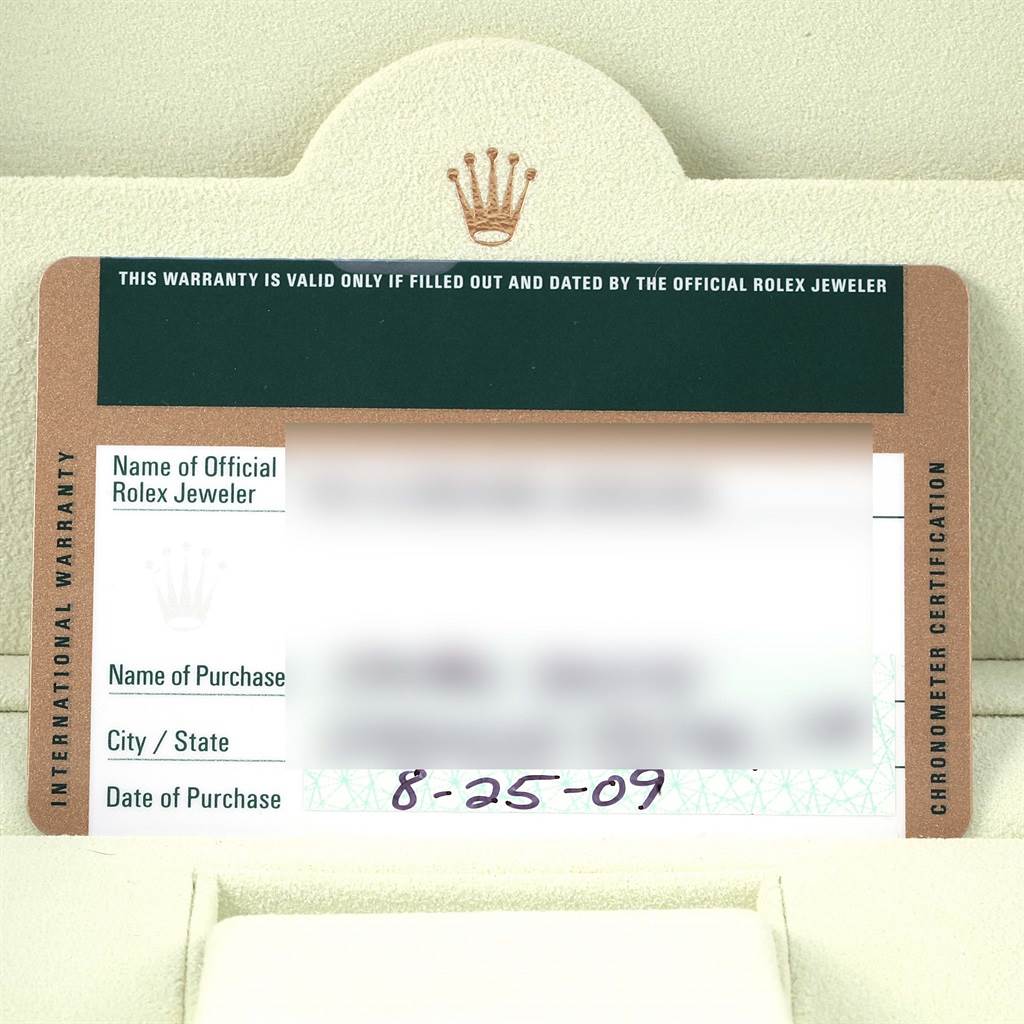 THIS WARRANTY IS VALID ONLY IF FILLED OUT AND DATED BY THE OFFICIAL ROLEX JEWELER
INTERNATIONAL WARRANTY
Name of Official
Rolex Jeweler
Name of Purchase
City / State
Date of Purchase 8-25-09
CHRONOMETER CERTIFICATION